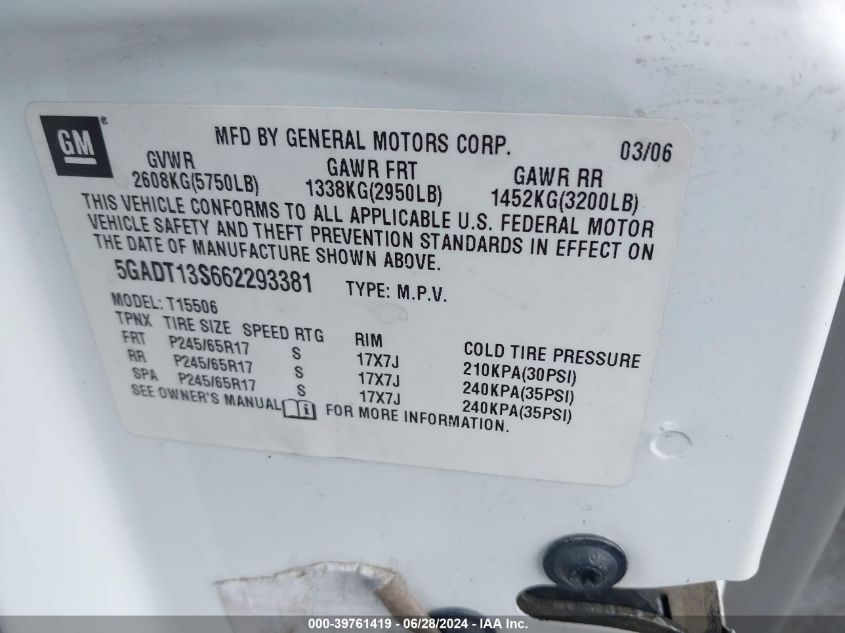 GM
MFD BY GENERAL MOTORS CORP. 03/06
GVWR GAWR FRT GAWR RR
2608KG(5750LB) 1338KG(2950LB) 1452KG(3200LB)
THIS VEHICLE CONFORMS TO ALL APPLICABLE U.S. FEDERAL MOTOR
VEHICLE SAFETY AND THEFT PREVENTION STANDARDS IN EFFECT ON
THE DATE OF MANUFACTURE SHOWN ABOVE.
5GADT13S662293381 TYPE: M.P.V.
MODEL: T15506
TPNX TIRE SIZE SPEED RTG RIM COLD TIRE PRESSURE
FRT P245/65R17 S 17X7J 210KPA(30PSI)
RR P245/65R17 S 17X7J 240KPA(35PSI)
SPA P245/65R17 S 17X7J 240KPA(35PSI)
SEE OWNER'S MANUAL FOR MORE INFORMATION.
000-39761419 / 06/28/2024 - IAA Inc.